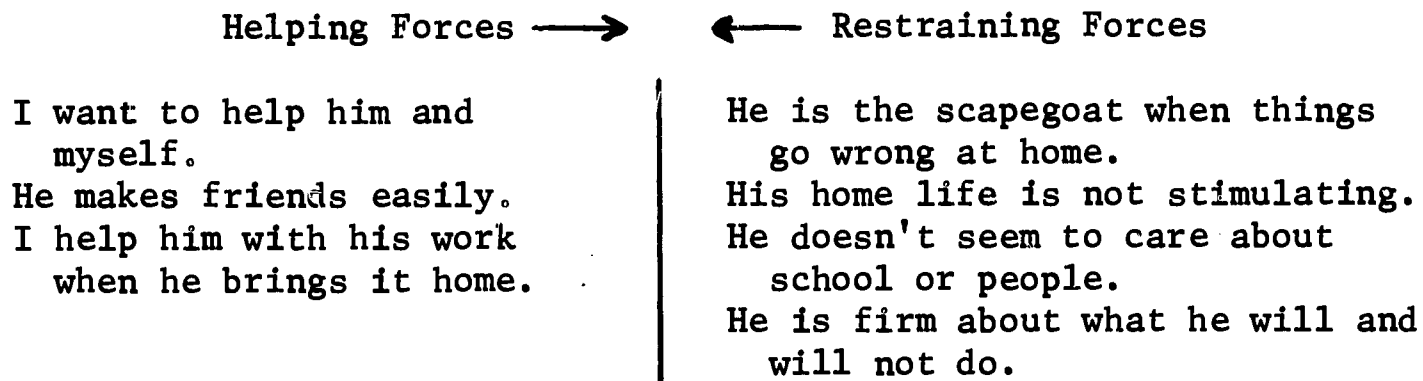 Helping Forces → ← Restraining Forces
I want to help him and
myself.
He makes friends easily.
I help him with his work
when he brings it home.
He is the scapegoat when things
go wrong at home.
His home life is not stimulating.
He doesn't seem to care about
school or people.
He is firm about what he will and
will not do.